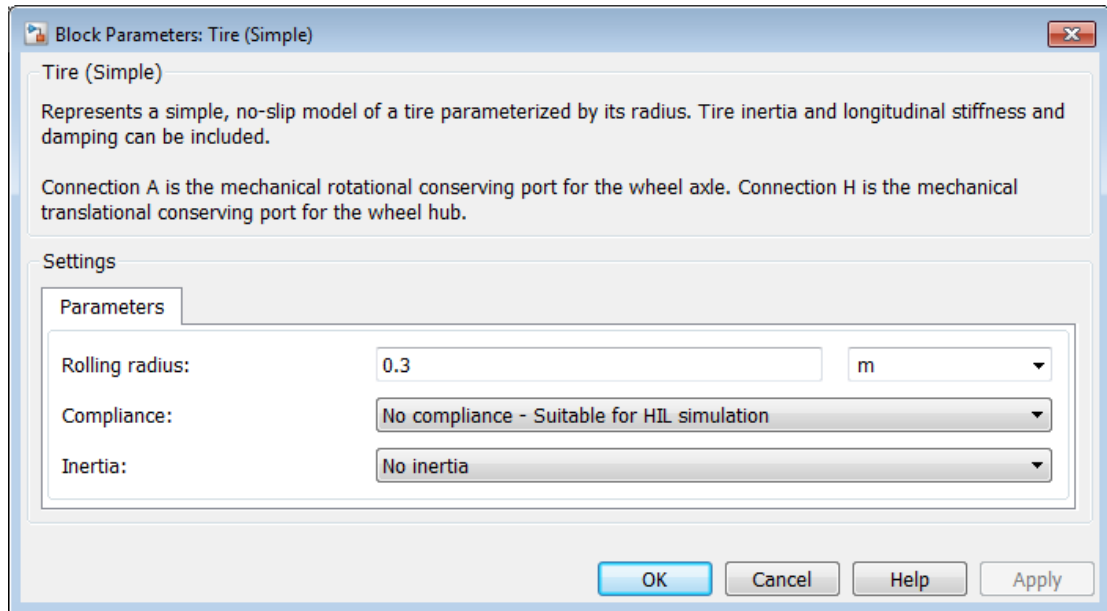 Block Parameters: Tire (Simple)
Tire (Simple)
Represents a simple, no-slip model of a tire parameterized by its radius. Tire inertia and longitudinal stiffness and
damping can be included.
Connection A is the mechanical rotational conserving port for the wheel axle. Connection H is the mechanical
translational conserving port for the wheel hub.
Settings
Parameters
Rolling radius: 0.3 m
Compliance: No compliance - Suitable for HIL simulation
Inertia: No inertia
OK Cancel Help Apply